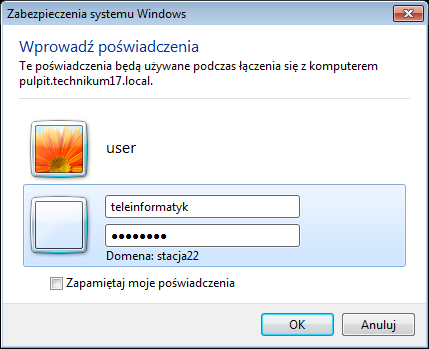 Zabezpieczenia systemu Windows
Wprowadź poświadczenia
Te poświadczenia będą używane podczas łączenia się z komputerem
pulpit.technikum17.local.
user
teleinformatyk
●●●●●●●●
Domena: stacja22
Zapamiętaj moje poświadczenia
OK
Anuluj